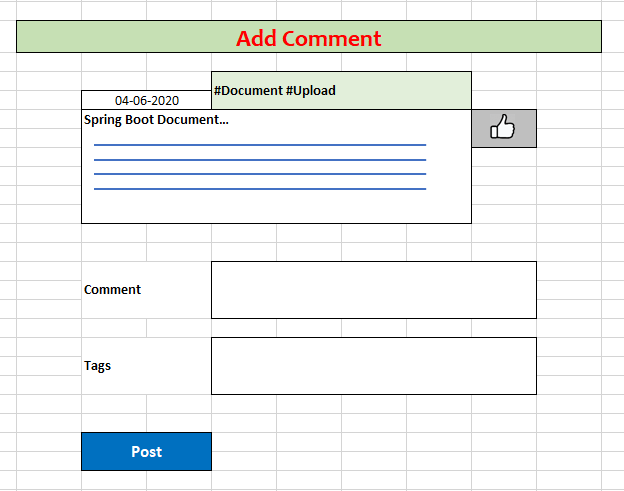 Add Comment
#Document #Upload
04-06-2020
Spring Boot Document...
Comment
Tags
Post